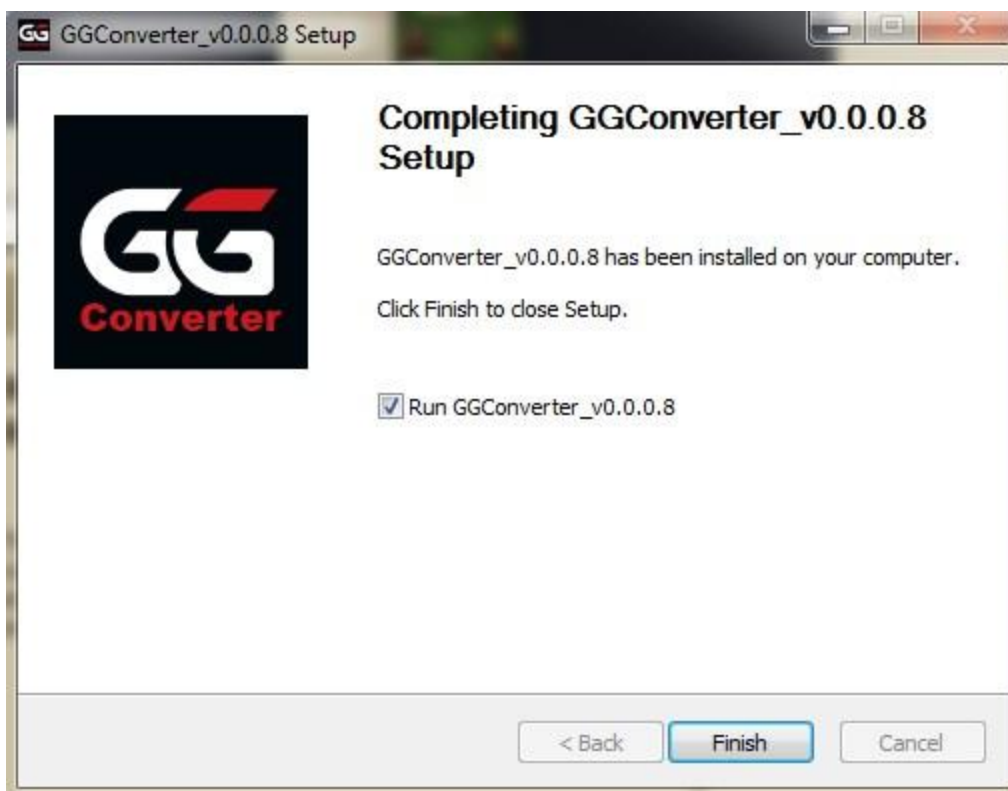 GG GGConverter_v0.0.0.8 Setup
Completing GGConverter_v0.0.0.8
Setup
GG
Converter
GGConverter_v0.0.0.8 has been installed on your computer.
Click Finish to close Setup.
Run GGConverter_v0.0.0.8
< Back
Finish
Cancel